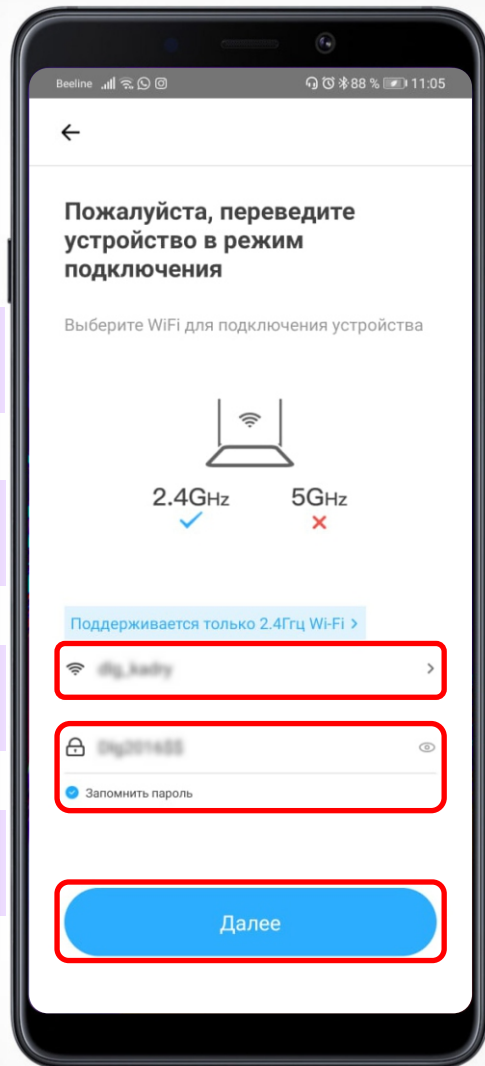 Beeline 88 % 11:05
Пожалуйста, переведите
устройство в режим
подключения
Выберите WiFi для подключения устройства
2.4GHz 5GHz
Поддерживается только 2.4Ггц Wi-Fi >
Запомнить пароль
Далее